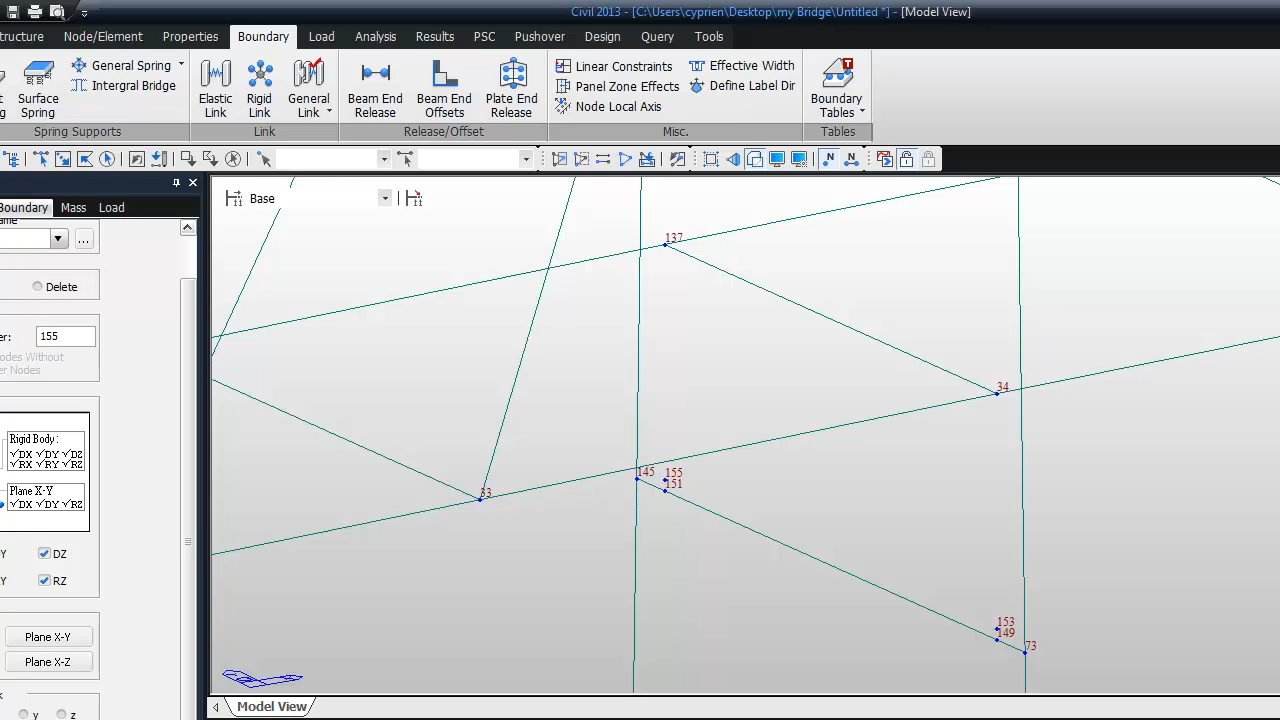 Civil 2013 - [C:\Users\cyprien\Desktop\my Bridge\Untitled *] - [Model View]
tructure Node/Element Properties Boundary Load Analysis Results PSC Pushover Design Query Tools
t
g
Surface
Spring
General Spring
Intergral Bridge
Spring Supports
Elastic
Link
Rigid
Link
General
Link
Link
Beam End
Release
Beam End
Offsets
Plate End
Release
Release/Offset
Linear Constraints
Panel Zone Effects
Node Local Axis
Effective Width
Define Label Dir
Misc.
Boundary
Tables
Tables
N N
Boundary Mass Load
ame
...
Delete
er: 155
odes Without
er Nodes
Rigid Body :
√DX √DY √DZ
√RX √RY √RZ
Plane X-Y
√DX √DY √RZ
Y DZ
Y RZ
Plane X-Y
Plane X-Z
k
y z
Base
137
34
33
145
155
151
153
149
73
Model View